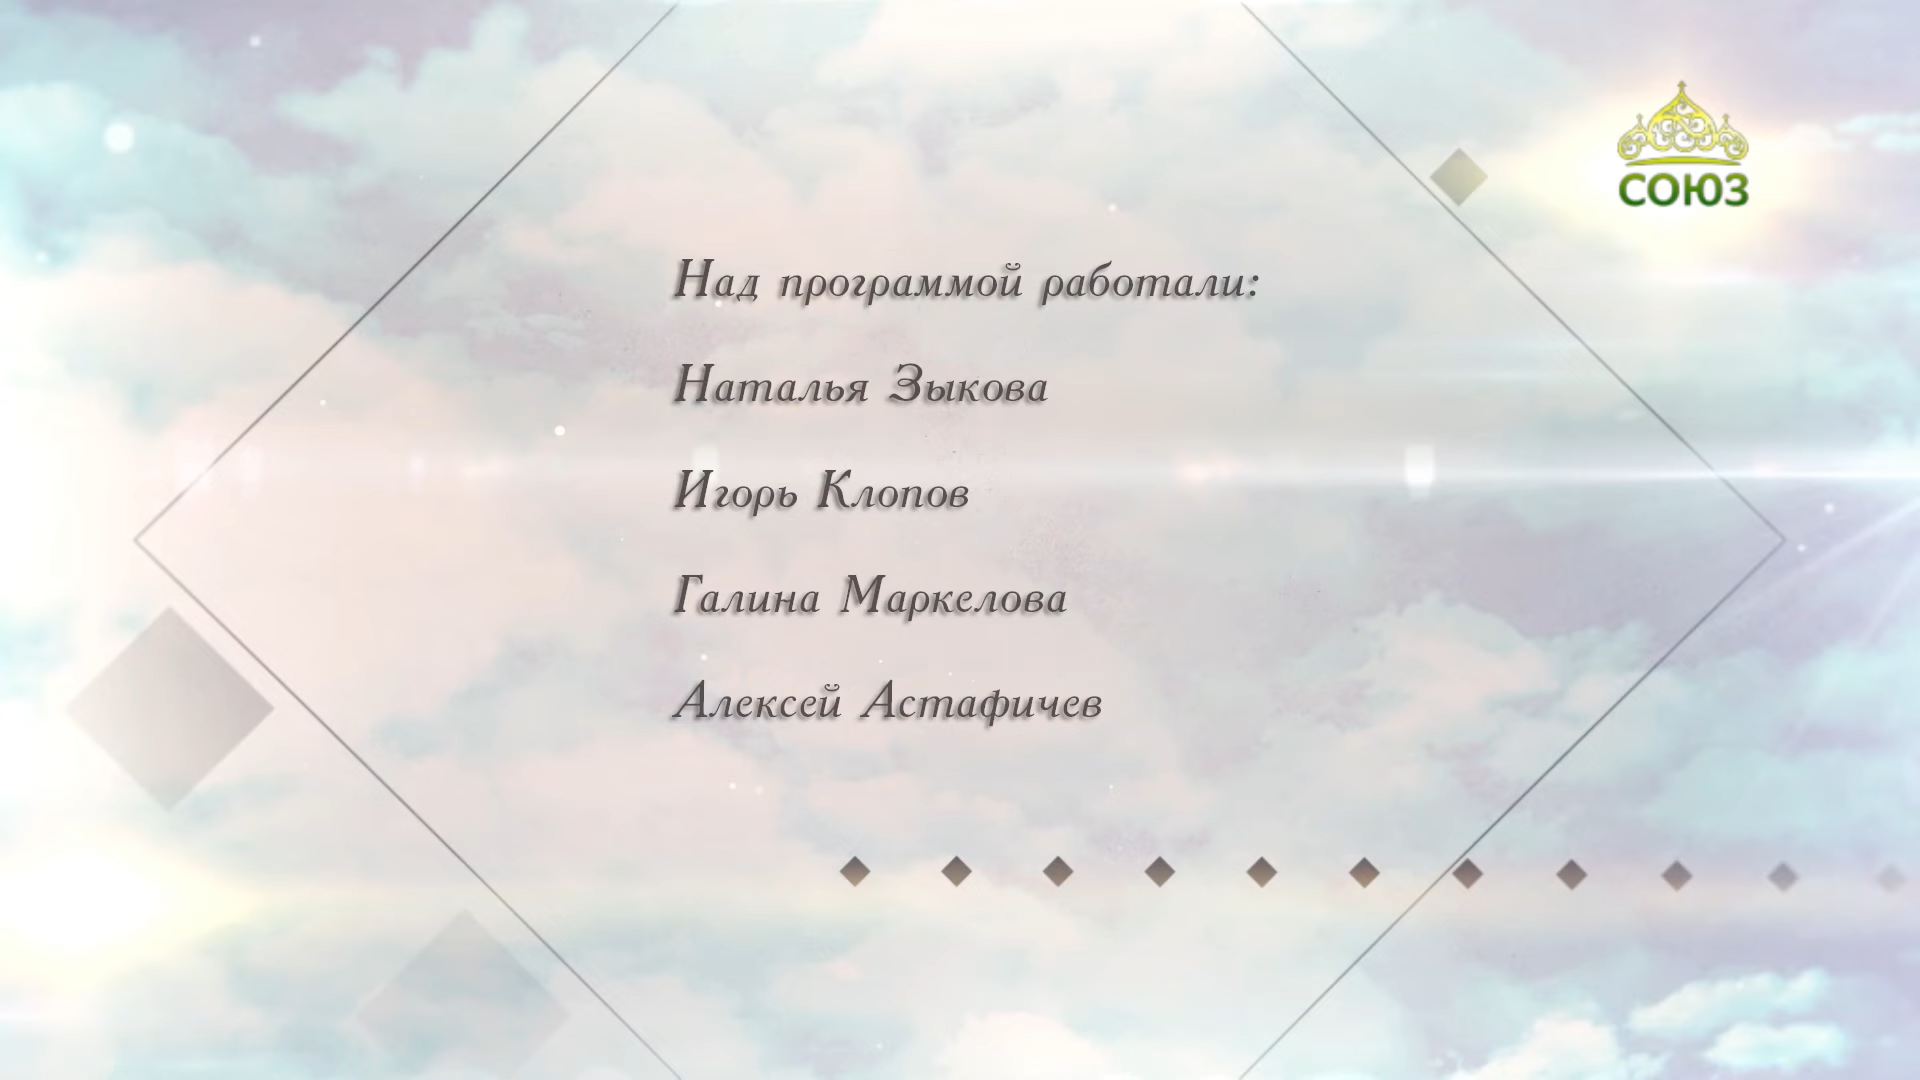 СОЮЗ
Над программой работали:
Наталья Зыкова
Игорь Клопов
Галина Маркелова
Алексей Астафичев